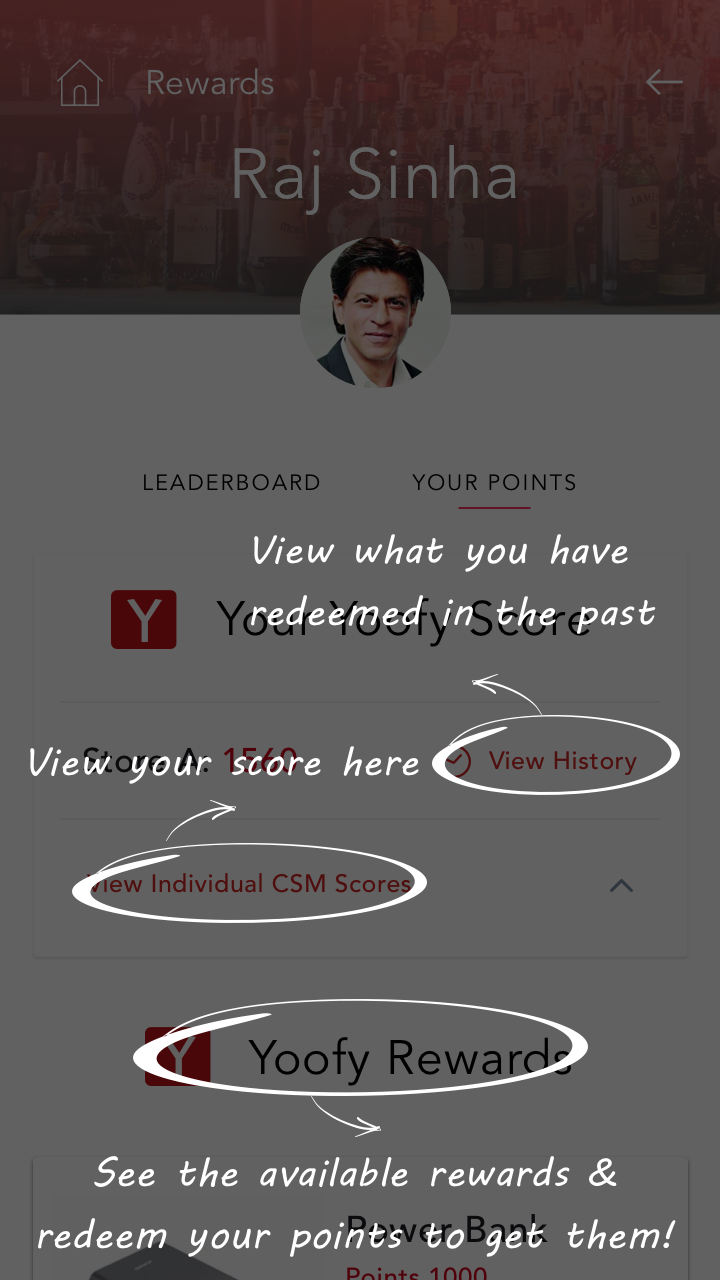 Rewards
Raj Sinha
LEADERBOARD YOUR POINTS
View what you have
redeemed in the past
Y Your Yoofy Score
Store A: 1560
View your score here
View History
View Individual CSM Scores
Y Yoofy Rewards
See the available rewards &
Power Bank
redeem your points to get them!
Points 1000